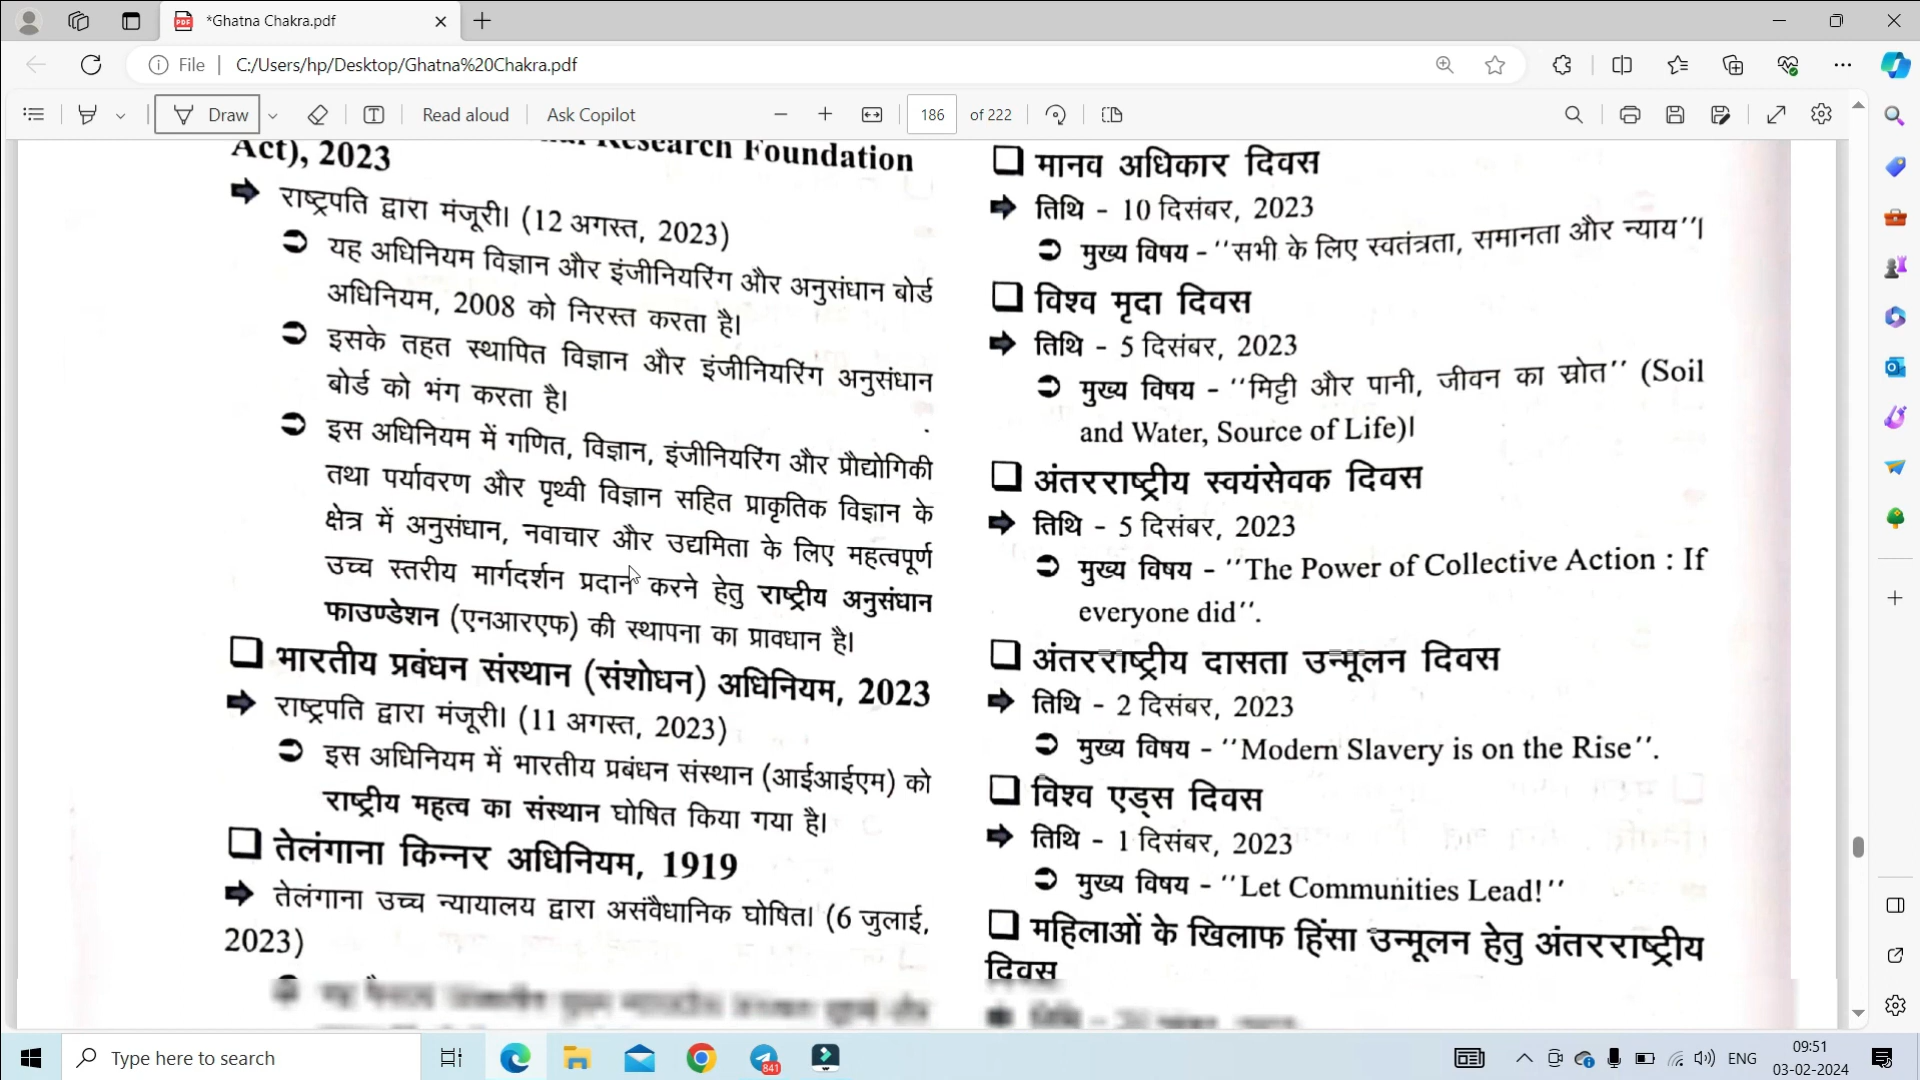 *Ghatna Chakra.pdf
File
C:/Users/hp/Desktop/Ghatna%20Chakra.pdf
Draw
Read aloud
Ask Copilot
186
of 222
Research Foundation
Act), 2023
राष्ट्रपति द्वारा मंजूरी। (12 अगस्त, 2023)
यह अधिनियम विज्ञान और इंजीनियरिंग और अनुसंधान बोर्ड
अधिनियम, 2008 को निरस्त करता है।
इसके तहत स्थापित विज्ञान और इंजीनियरिंग अनुसंधान
बोर्ड को भंग करता है।
इस अधिनियम में गणित, विज्ञान, इंजीनियरिंग और प्रौद्योगिकी
तथा पर्यावरण और पृथ्वी विज्ञान सहित प्राकृतिक विज्ञान के
क्षेत्र में अनुसंधान, नवाचार और उद्यमिता के लिए महत्वपूर्ण
उच्च स्तरीय मार्गदर्शन प्रदान करने हेतु राष्ट्रीय अनुसंधान
फाउण्डेशन (एनआरएफ) की स्थापना का प्रावधान है।
भारतीय प्रबंधन संस्थान (संशोधन) अधिनियम, 2023
राष्ट्रपति द्वारा मंजूरी। (11 अगस्त, 2023)
इस अधिनियम में भारतीय प्रबंधन संस्थान (आईआईएम) को
राष्ट्रीय महत्व का संस्थान घोषित किया गया है।
तेलंगाना किन्नर अधिनियम, 1919
तेलंगाना उच्च न्यायालय द्वारा असंवैधानिक घोषित। (6 जुलाई,
2023)
मानव अधिकार दिवस
तिथि - 10 दिसंबर, 2023
मुख्य विषय - ''सभी के लिए स्वतंत्रता, समानता और न्याय''।
विश्व मृदा दिवस
तिथि - 5 दिसंबर, 2023
मुख्य विषय - ''मिट्टी और पानी, जीवन का स्रोत'' (Soil
and Water, Source of Life)।
अंतरराष्ट्रीय स्वयंसेवक दिवस
तिथि - 5 दिसंबर, 2023
मुख्य विषय - ''The Power of Collective Action : If
everyone did''.
अंतरराष्ट्रीय दासता उन्मूलन दिवस
तिथि - 2 दिसंबर, 2023
मुख्य विषय - ''Modern Slavery is on the Rise''.
विश्व एड्स दिवस
तिथि - 1 दिसंबर, 2023
मुख्य विषय - ''Let Communities Lead!''
महिलाओं के खिलाफ हिंसा उन्मूलन हेतु अंतरराष्ट्रीय
दिवस
Type here to search
841
ENG
09:51
03-02-2024